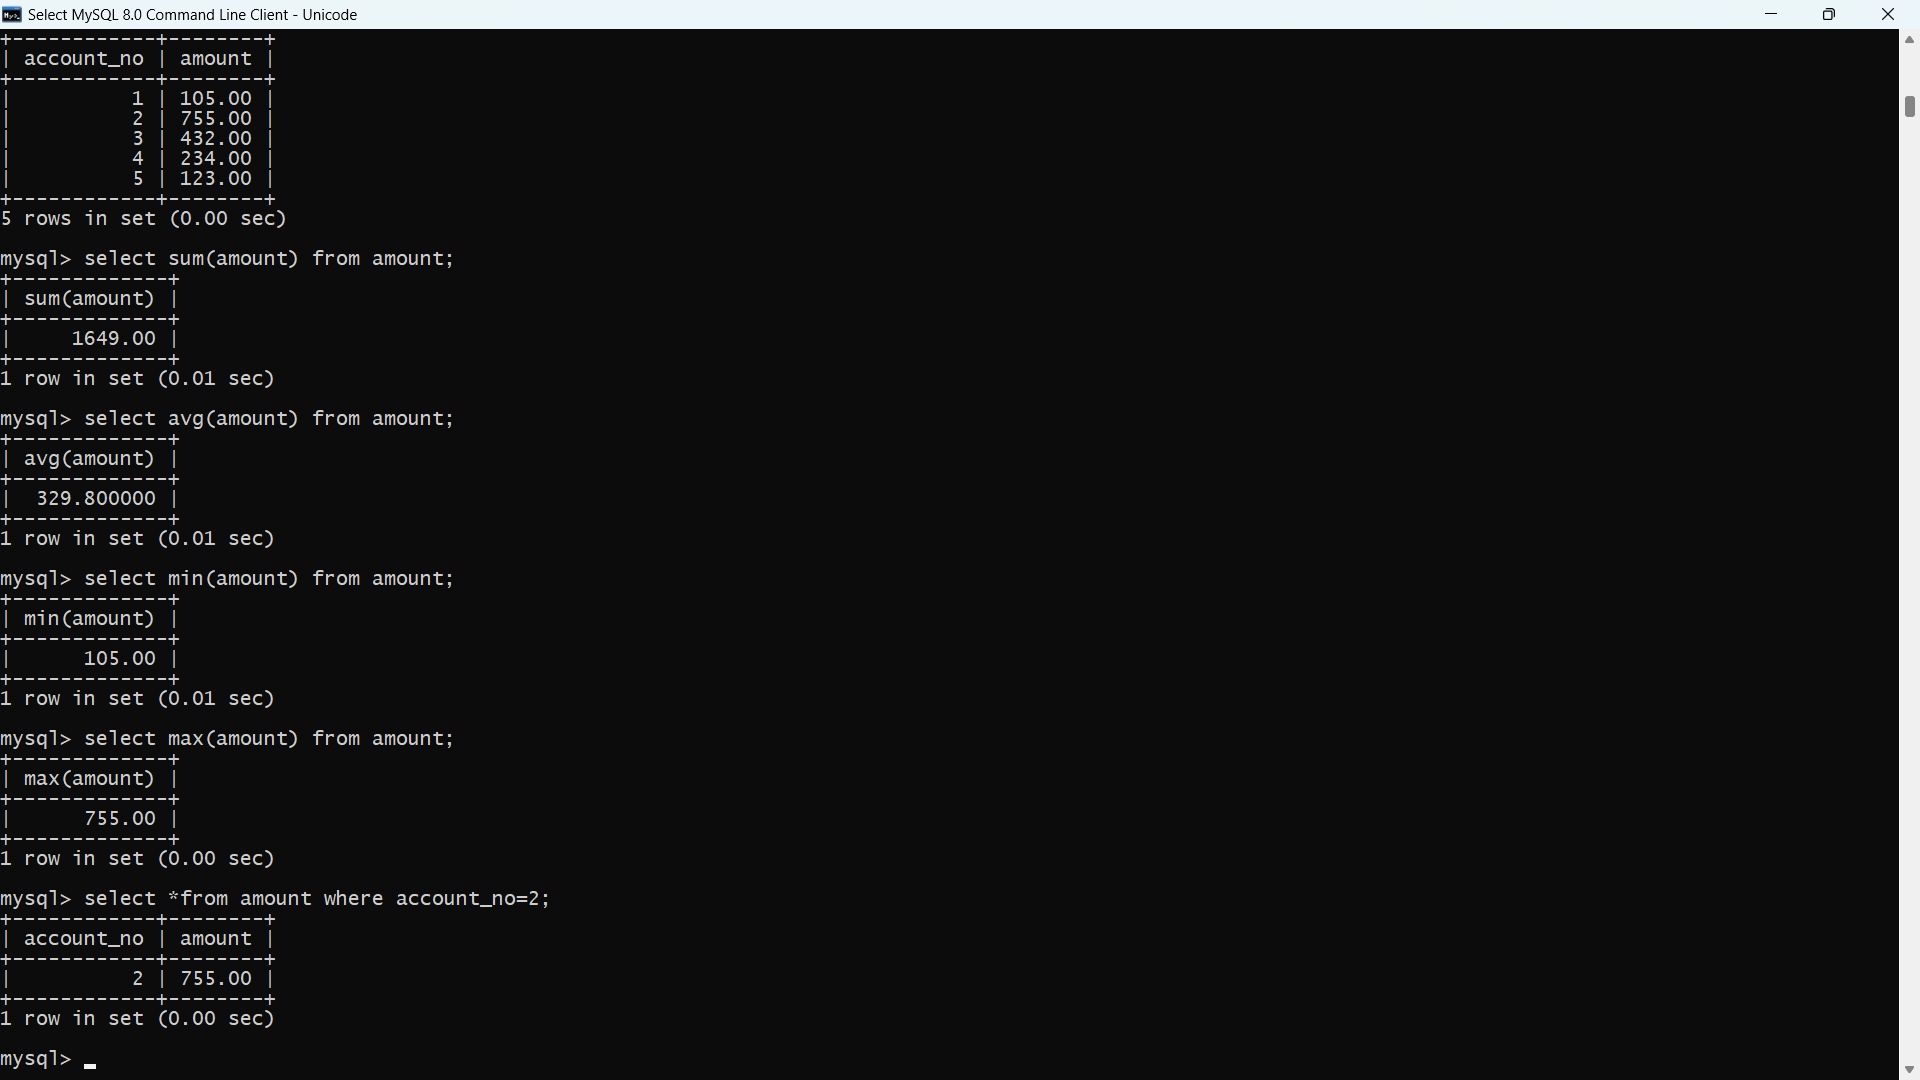 Select MySQL 8.0 Command Line Client - Unicode
+------------+--------+
| account_no | amount |
+------------+--------+
|          1 | 105.00 |
|          2 | 755.00 |
|          3 | 432.00 |
|          4 | 234.00 |
|          5 | 123.00 |
+------------+--------+
5 rows in set (0.00 sec)
mysql> select sum(amount) from amount;
+-------------+
| sum(amount) |
+-------------+
|     1649.00 |
+-------------+
1 row in set (0.01 sec)
mysql> select avg(amount) from amount;
+-------------+
| avg(amount) |
+-------------+
|  329.800000 |
+-------------+
1 row in set (0.01 sec)
mysql> select min(amount) from amount;
+-------------+
| min(amount) |
+-------------+
|      105.00 |
+-------------+
1 row in set (0.01 sec)
mysql> select max(amount) from amount;
+-------------+
| max(amount) |
+-------------+
|      755.00 |
+-------------+
1 row in set (0.00 sec)
mysql> select *from amount where account_no=2;
+------------+--------+
| account_no | amount |
+------------+--------+
|          2 | 755.00 |
+------------+--------+
1 row in set (0.00 sec)
mysql> _